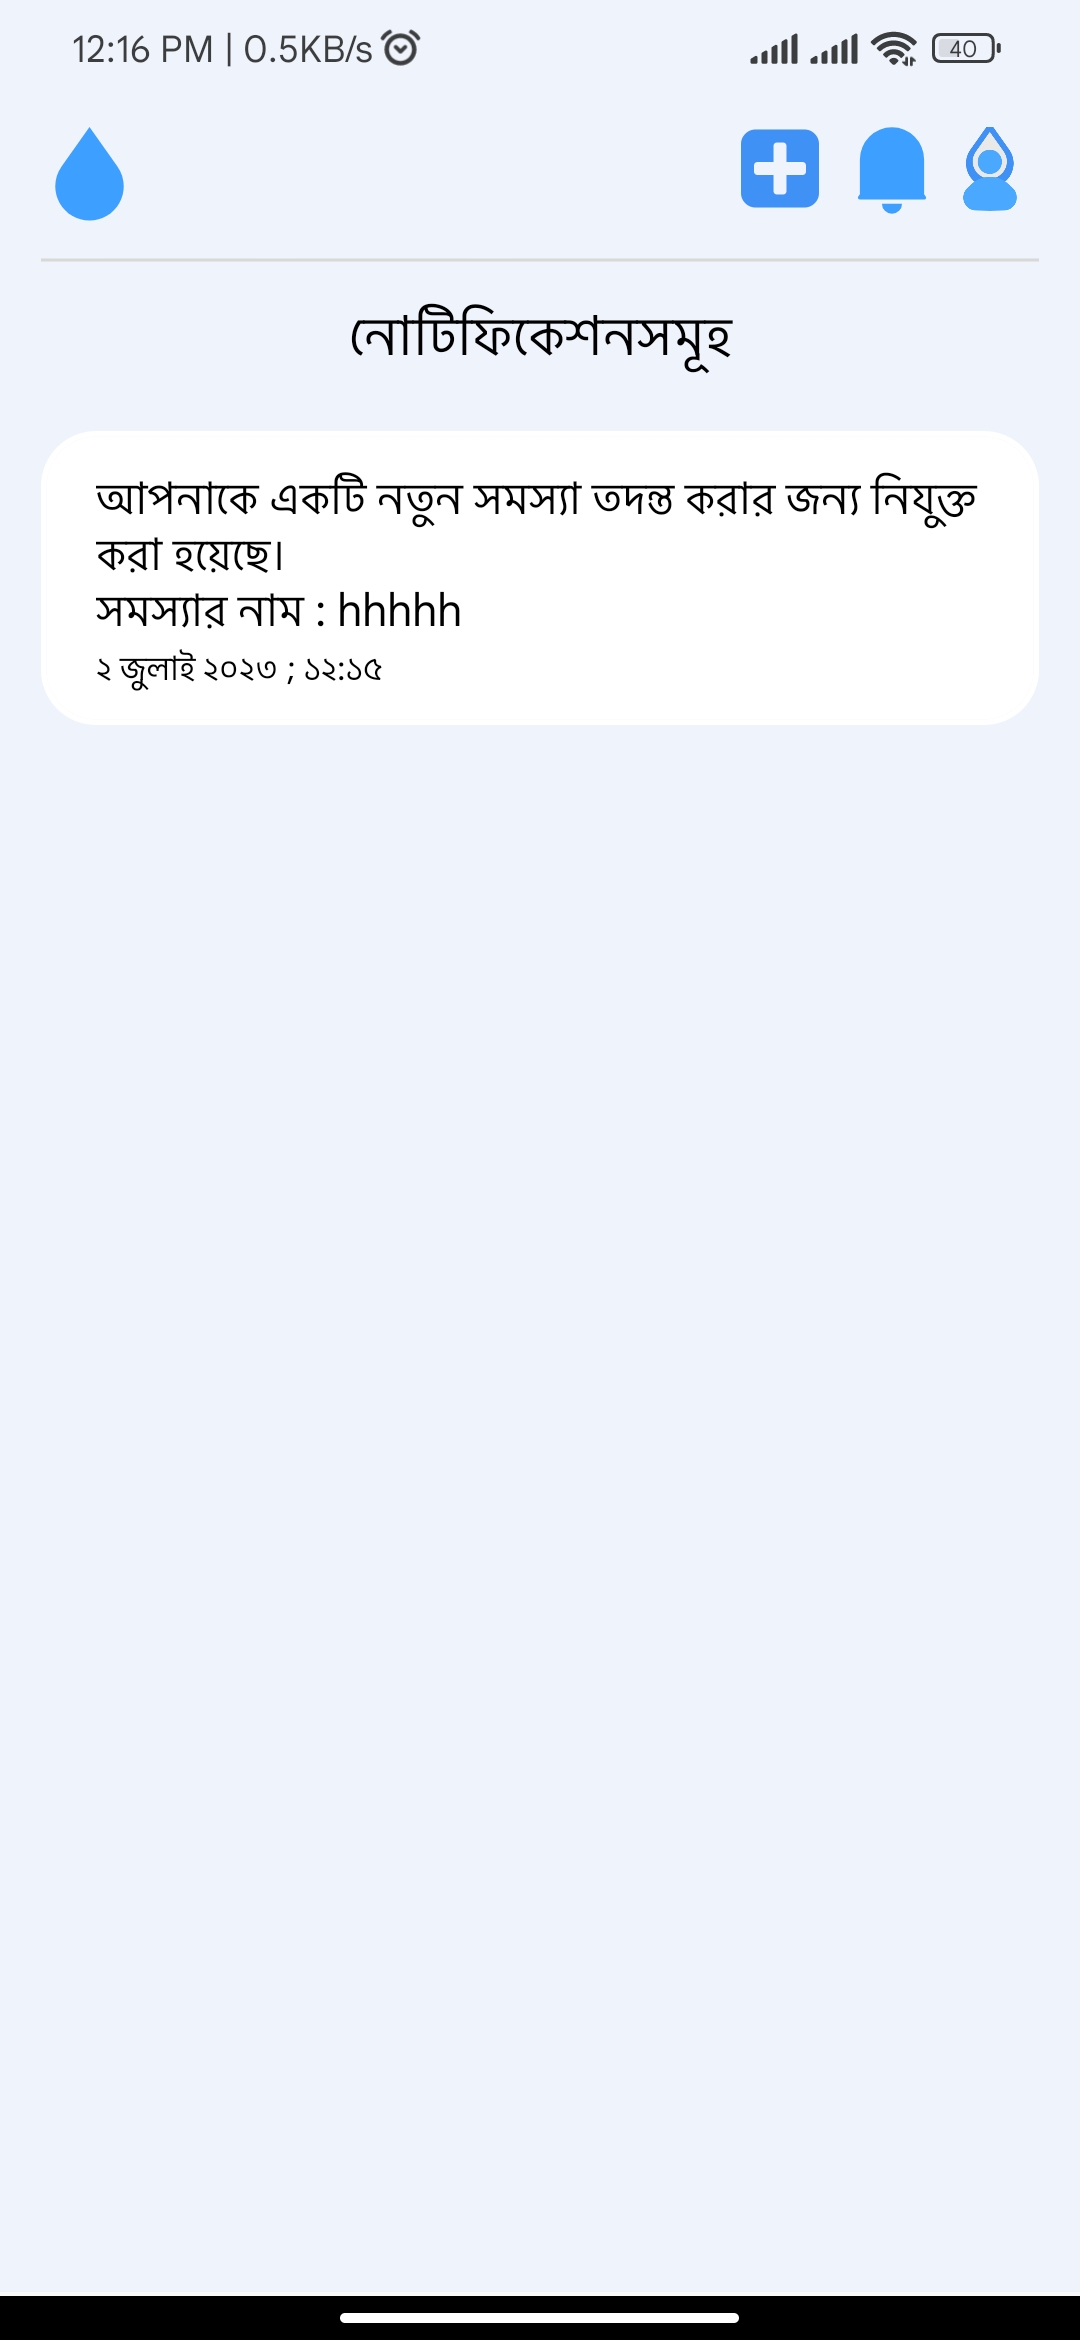 12:16 PM | 0.5KB/s
40
নোটিফিকেশনসমূহ
আপনাকে একটি নতুন সমস্যা তদন্ত করার জন্য নিযুক্ত
করা হয়েছে।
সমস্যার নাম : hhhhh
২ জুলাই ২০২৩ ; ১২:১৫